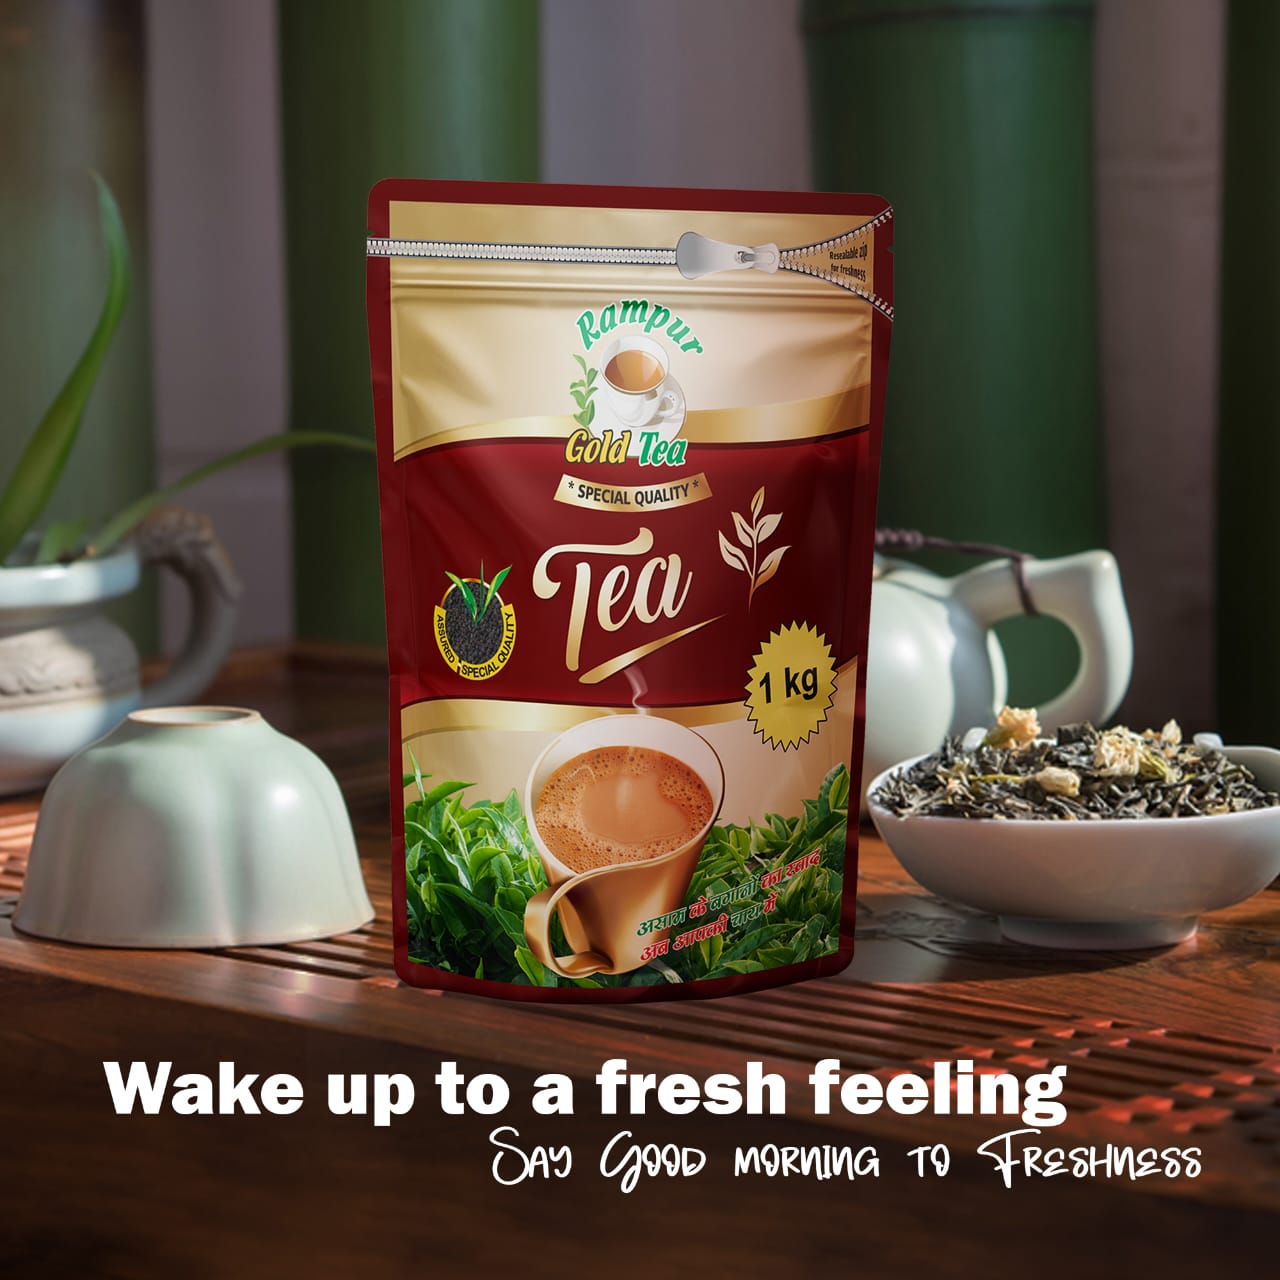 Resealable zip
for freshness
Rampur
Gold Tea
* SPECIAL QUALITY *
Tea
ASSURED SPECIAL QUALITY
1 kg
असाम के बगानों का स्वाद
अब आपकी चाय में
Wake up to a fresh feeling
Say Good morning to Freshness